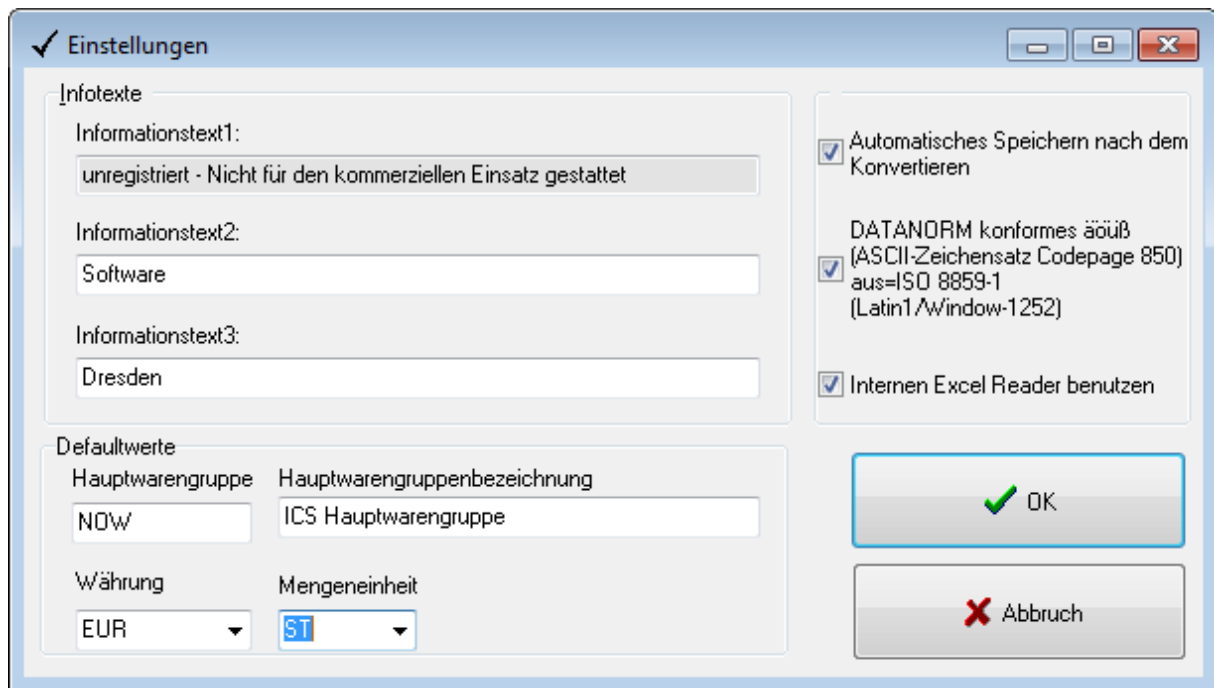 Einstellungen
Infotexte
Informationstext1:
unregistriert - Nicht für den kommerziellen Einsatz gestattet
Informationstext2:
Software
Informationstext3:
Dresden
Automatisches Speichern nach dem
Konvertieren
DATANORM konformes äöüß
(ASCII-Zeichensatz Codepage 850)
aus=ISO 8859-1
(Latin1/Window-1252)
Internen Excel Reader benutzen
Defaultwerte
Hauptwarengruppe Hauptwarengruppenbezeichnung
NOW ICS Hauptwarengruppe
Währung Mengeneinheit
EUR ST
OK
Abbruch